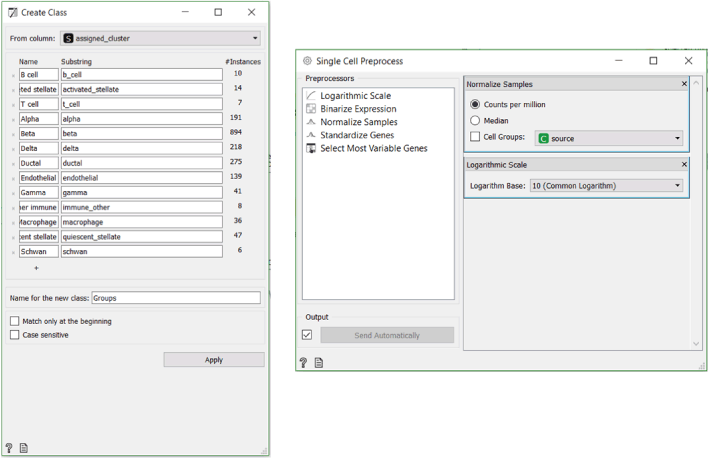 Create Class
From column: S assigned_cluster
Name Substring #Instances
B cell b_cell 10
ted stellate activated_stellate 14
T cell t_cell 7
Alpha alpha 191
Beta beta 894
Delta delta 218
Ductal ductal 275
Endothelial endothelial 139
Gamma gamma 41
her immune immune_other 8
Macrophage macrophage 36
cent stellate quiescent_stellate 47
Schwan schwan 6
+
Name for the new class: Groups
Match only at the beginning
Case sensitive
Apply
?
Single Cell Preprocess
Preprocessors
Logarithmic Scale
Binarize Expression
Normalize Samples
Standardize Genes
Select Most Variable Genes
Output
Send Automatically
?
Normalize Samples
Counts per million
Median
Cell Groups: C source
Logarithmic Scale
Logarithm Base: 10 (Common Logarithm)